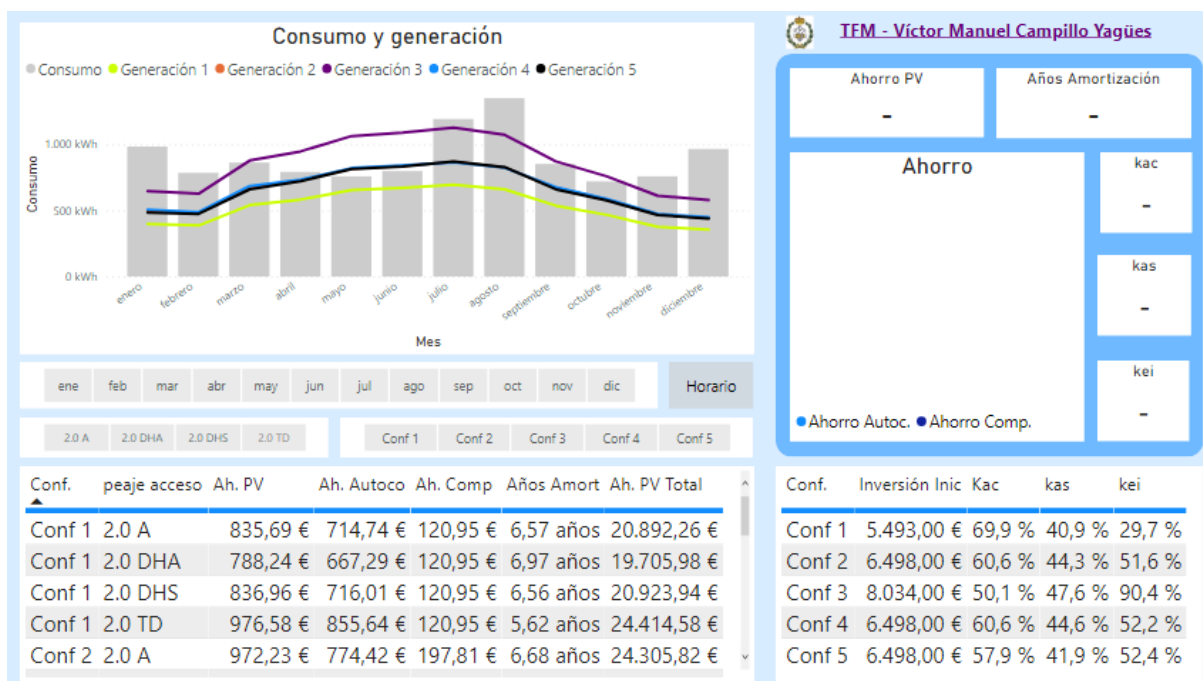 Consumo y generación
Consumo Generación 1 Generación 2 Generación 3 Generación 4 Generación 5
1.000 kWh
500 kWh
0 kWh
Consumo
enero febrero marzo abril mayo junio julio agosto septiembre octubre noviembre diciembre
Mes
ene feb mar abr may jun jul ago sep oct nov dic
Horario
2.0 A 2.0 DHA 2.0 DHS 2.0 TD
Conf 1 Conf 2 Conf 3 Conf 4 Conf 5
Conf. peaje acceso Ah. PV Ah. Autoco Ah. Comp Años Amort Ah. PV Total
Conf 1 2.0 A 835,69 € 714,74 € 120,95 € 6,57 años 20.892,26 €
Conf 1 2.0 DHA 788,24 € 667,29 € 120,95 € 6,97 años 19.705,98 €
Conf 1 2.0 DHS 836,96 € 716,01 € 120,95 € 6,56 años 20.923,94 €
Conf 1 2.0 TD 976,58 € 855,64 € 120,95 € 5,62 años 24.414,58 €
Conf 2 2.0 A 972,23 € 774,42 € 197,81 € 6,68 años 24.305,82 €
TFM - Víctor Manuel Campillo Yagües
Ahorro PV
-
Años Amortización
-
Ahorro
Ahorro Autoc. Ahorro Comp.
kac
-
kas
-
kei
-
Conf. Inversión Inic Kac kas kei
Conf 1 5.493,00 € 69,9 % 40,9 % 29,7 %
Conf 2 6.498,00 € 60,6 % 44,3 % 51,6 %
Conf 3 8.034,00 € 50,1 % 47,6 % 90,4 %
Conf 4 6.498,00 € 60,6 % 44,6 % 52,2 %
Conf 5 6.498,00 € 57,9 % 41,9 % 52,4 %